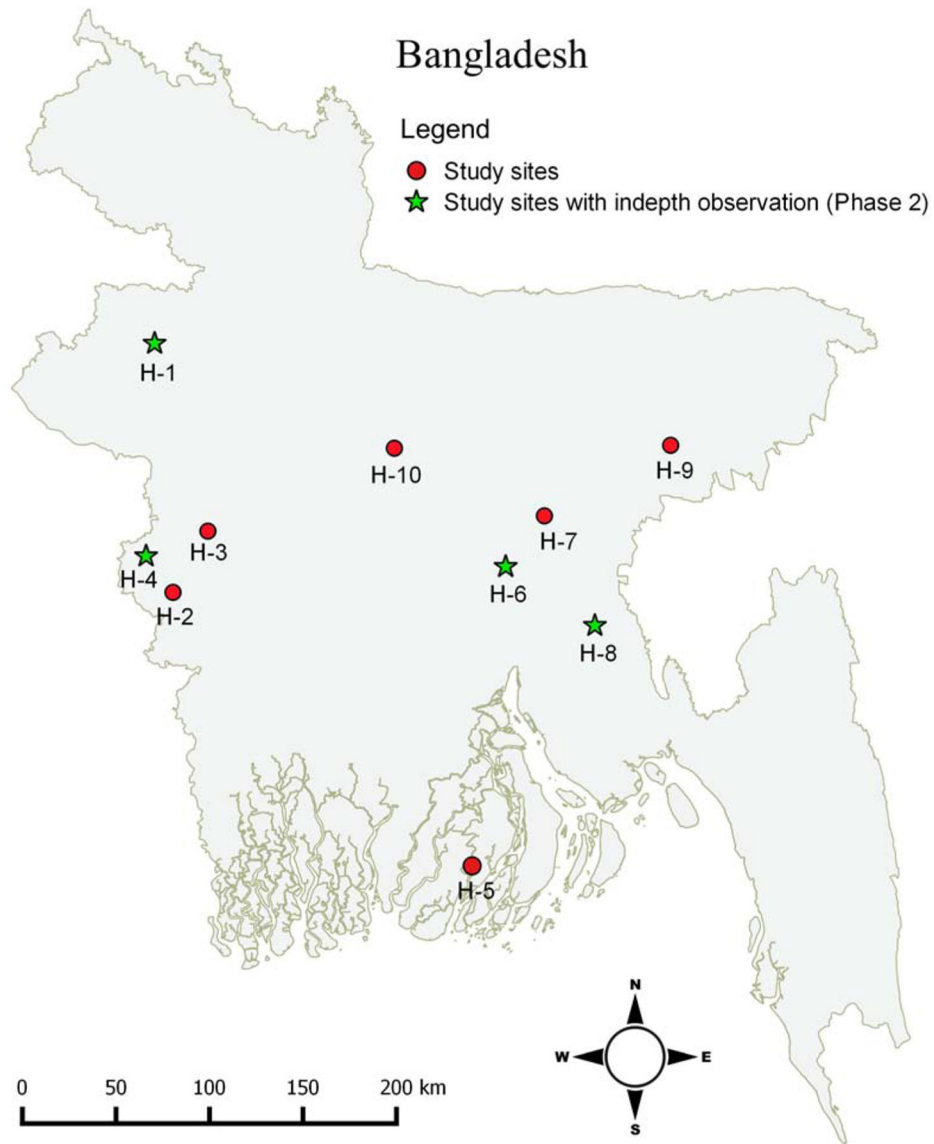 Bangladesh
Legend
Study sites
Study sites with indepth observation (Phase 2)
H-1
H-10
H-9
H-3
H-7
H-4
H-6
H-2
H-8
H-5
N
W E
S
0 50 100 150 200 km